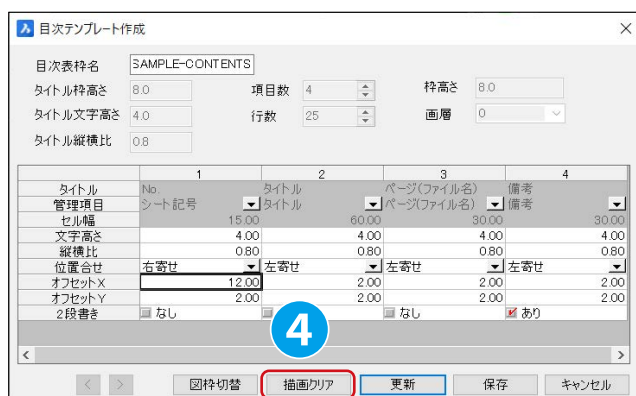 目次テンプレート作成
目次表枠名 SAMPLE-CONTENTS
タイトル枠高さ 8.0 項目数 4 枠高さ 8.0
タイトル文字高さ 4.0 行数 25 画層 0
タイトル縦横比 0.8
1 2 3 4
タイトル No. タイトル ページ(ファイル名) 備考
管理項目 シート記号 タイトル ページ(ファイル名) 備考
セル幅 15.00 60.00 30.00 30.00
文字高さ 4.00 4.00 4.00 4.00
縦横比 0.80 0.80 0.80 0.80
位置合せ 右寄せ 左寄せ 左寄せ 左寄せ
オフセットX 12.00 2.00 2.00 2.00
オフセットY 2.00 2.00 2.00 2.00
2段書き なし なし あり
4
< > 図枠切替 描画クリア 更新 保存 キャンセル